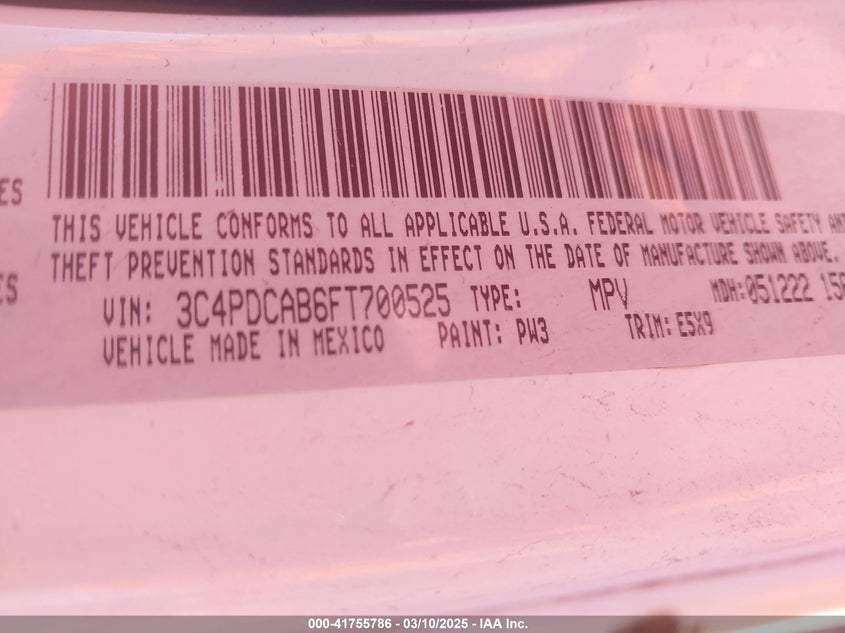 ES
THIS VEHICLE CONFORMS TO ALL APPLICABLE U.S.A. FEDERAL MOTOR VEHICLE SAFETY AND
THEFT PREVENTION STANDARDS IN EFFECT ON THE DATE OF MANUFACTURE SHOWN ABOVE.
ES
VIN: 3C4PDCAB6FT700525 TYPE: MPV MDH:051222 15
VEHICLE MADE IN MEXICO PAINT: PW3 TRIM: E5X9
000-41755786 - 03/10/2025 - IAA Inc.